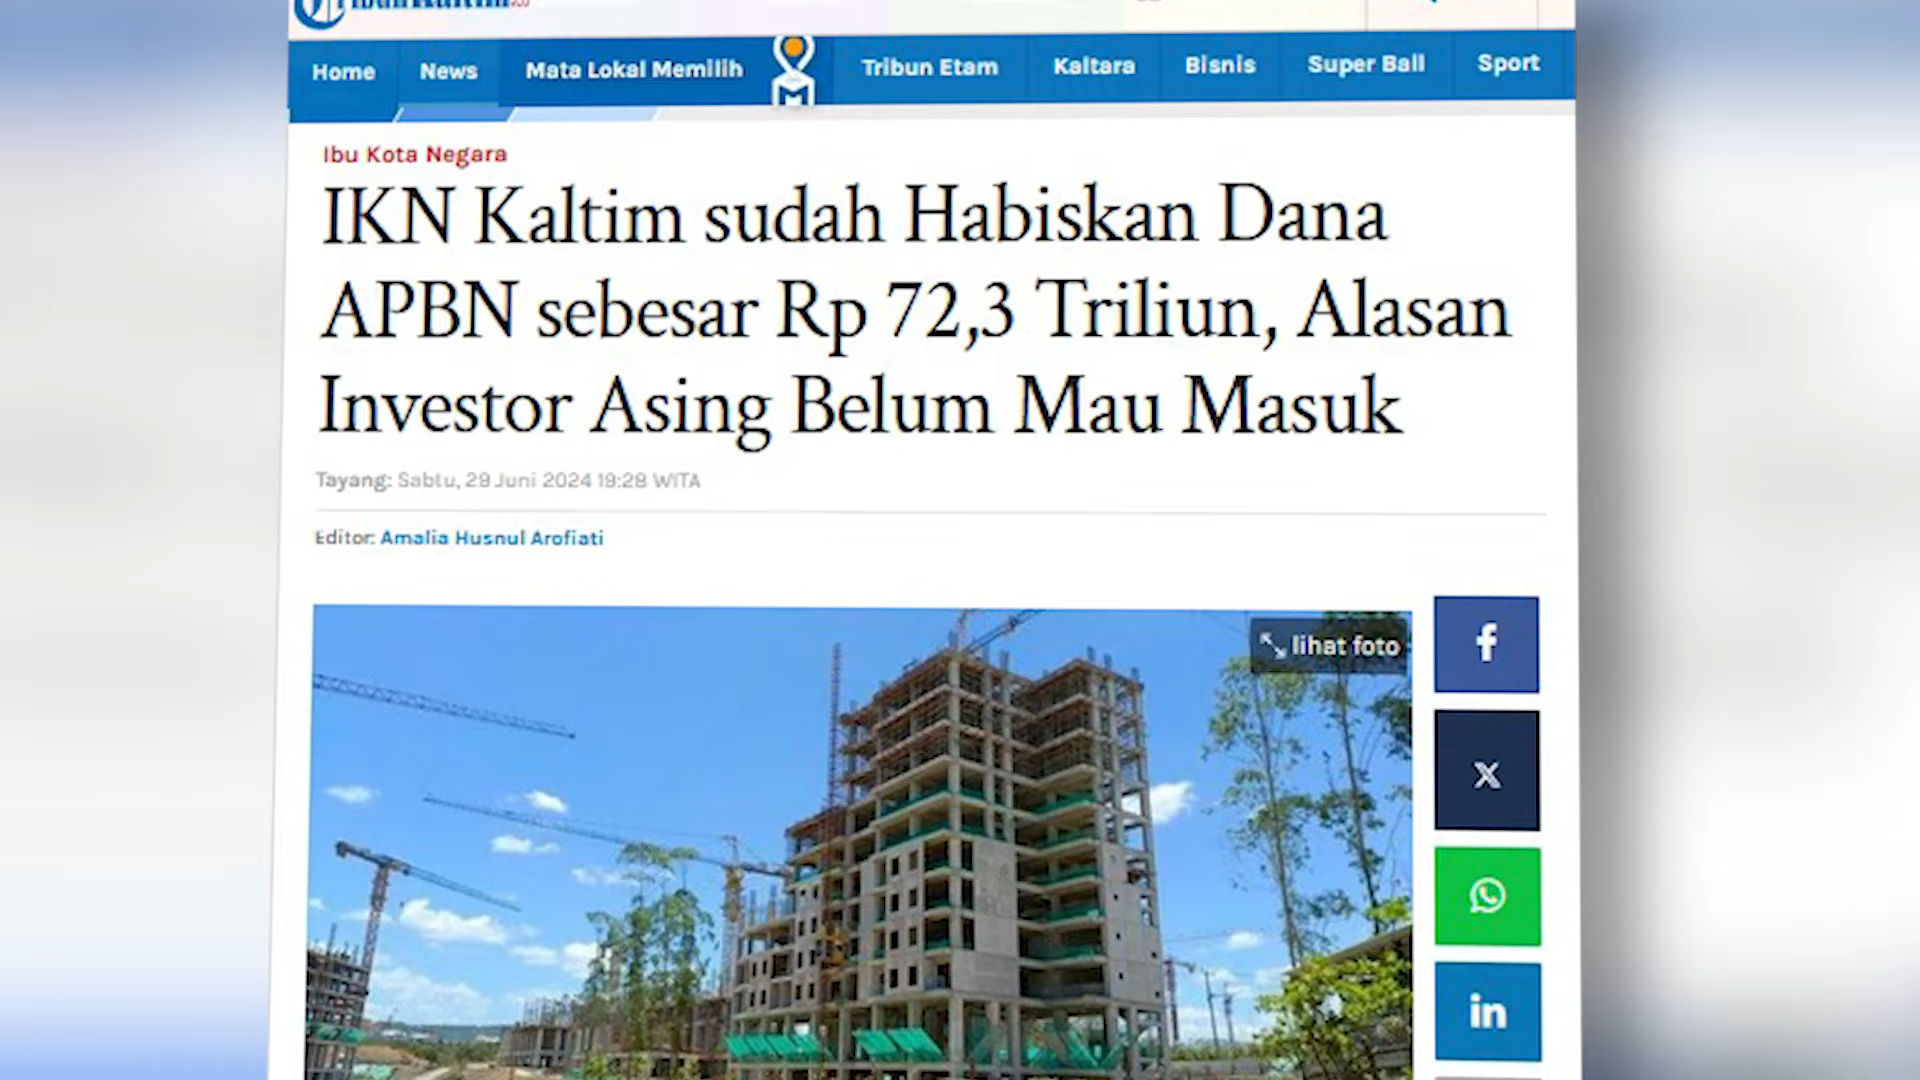 Home News Mata Lokal Memilih Tribun Etam Kaltara Bisnis Super Ball Sport
Ibu Kota Negara
IKN Kaltim sudah Habiskan Dana
APBN sebesar Rp 72,3 Triliun, Alasan
Investor Asing Belum Mau Masuk
Tayang: Sabtu, 29 Juni 2024 19:28 WITA
Editor: Amalia Husnul Arofiati
lihat foto